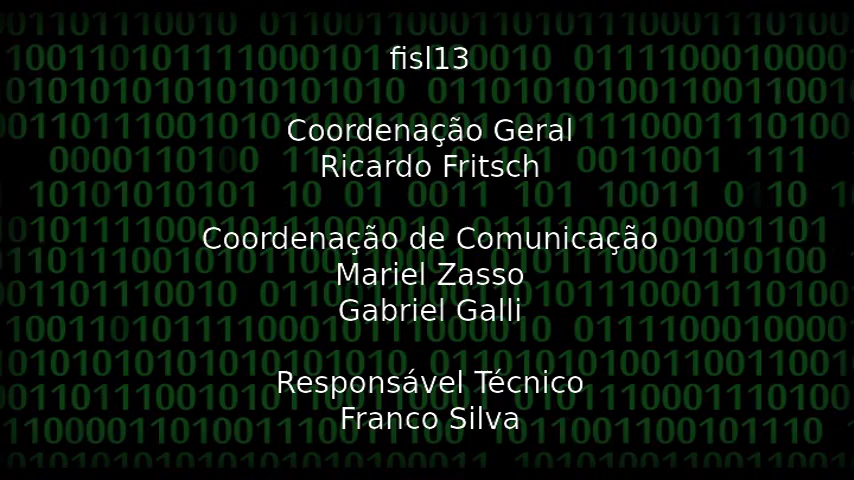 fisl13
Coordenação Geral
Ricardo Fritsch
Coordenação de Comunicação
Mariel Zasso
Gabriel Galli
Responsável Técnico
Franco Silva